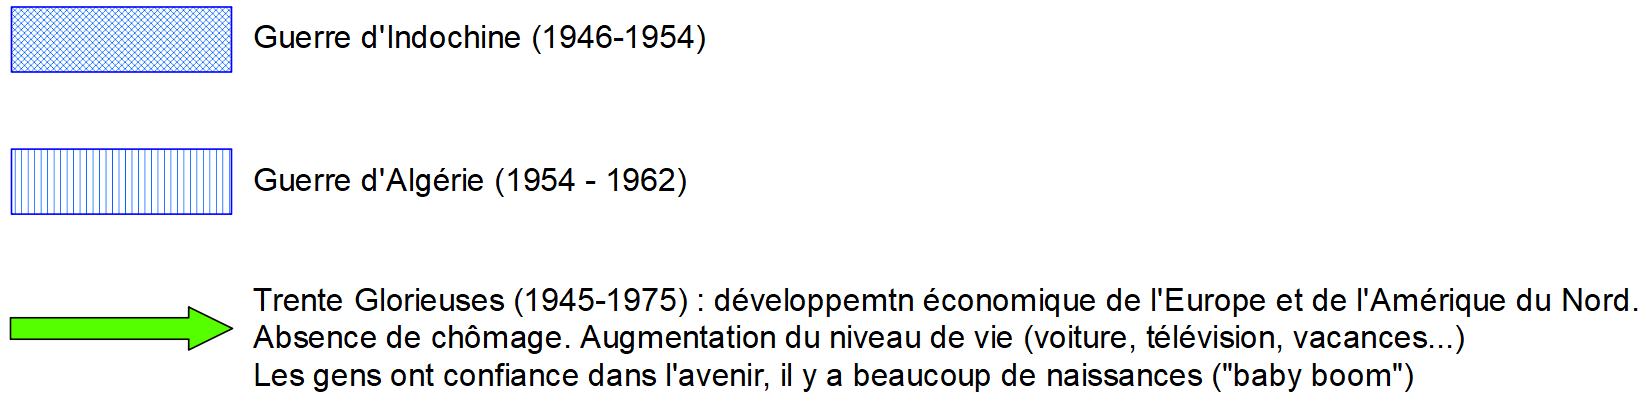 Guerre d'Indochine (1946-1954)
Guerre d'Algérie (1954 - 1962)
Trente Glorieuses (1945-1975) : développemtn économique de l'Europe et de l'Amérique du Nord.
Absence de chômage. Augmentation du niveau de vie (voiture, télévision, vacances...)
Les gens ont confiance dans l'avenir, il y a beaucoup de naissances ("baby boom")